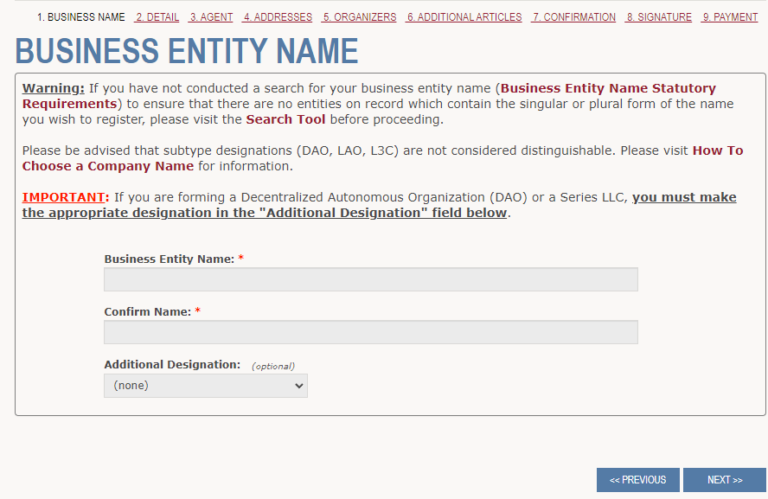 1. BUSINESS NAME 2. DETAIL 3. AGENT 4. ADDRESSES 5. ORGANIZERS 6. ADDITIONAL ARTICLES 7. CONFIRMATION 8. SIGNATURE 9. PAYMENT
BUSINESS ENTITY NAME
Warning: If you have not conducted a search for your business entity name (Business Entity Name Statutory
Requirements) to ensure that there are no entities on record which contain the singular or plural form of the name
you wish to register, please visit the Search Tool before proceeding.
Please be advised that subtype designations (DAO, LAO, L3C) are not considered distinguishable. Please visit How To
Choose a Company Name for information.
IMPORTANT: If you are forming a Decentralized Autonomous Organization (DAO) or a Series LLC, you must make
the appropriate designation in the "Additional Designation" field below.
Business Entity Name: *
Confirm Name: *
Additional Designation: (optional)
(none)
<< PREVIOUS NEXT >>